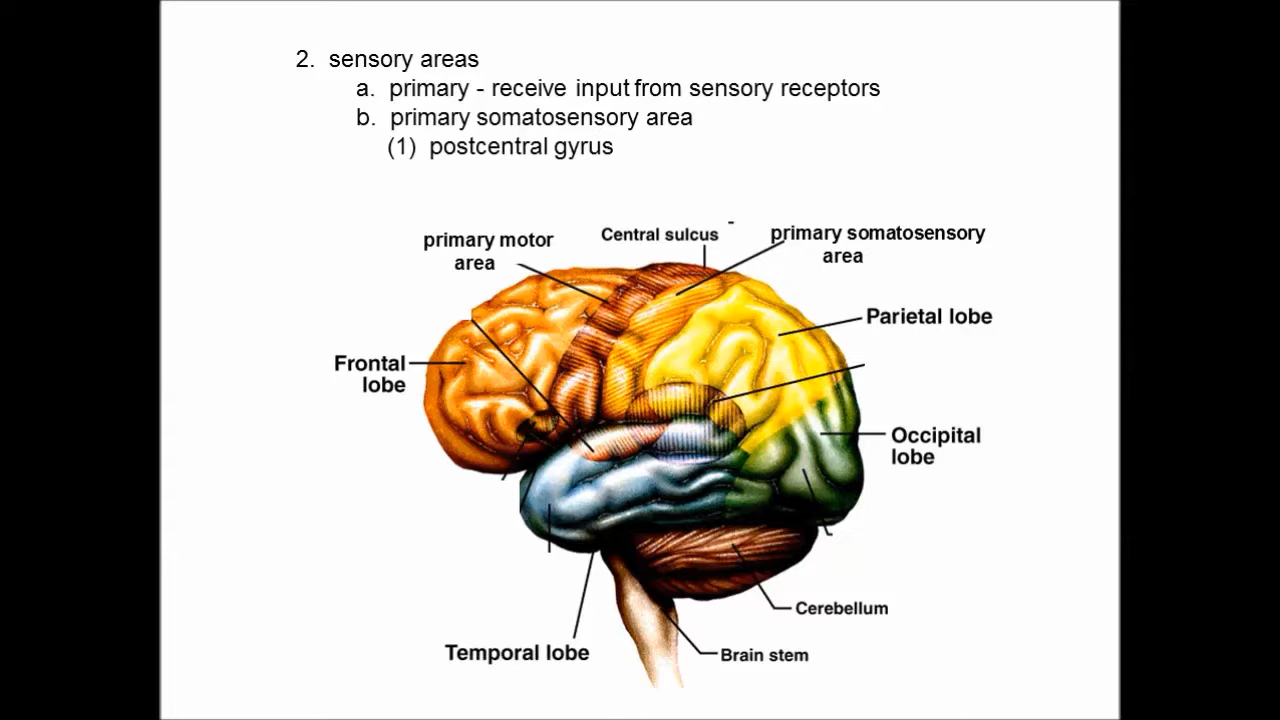 2. sensory areas
a. primary - receive input from sensory receptors
b. primary somatosensory area
(1) postcentral gyrus
primary motor
area
Central sulcus
primary somatosensory
area
Parietal lobe
Frontal
lobe
Occipital
lobe
Cerebellum
Temporal lobe
Brain stem